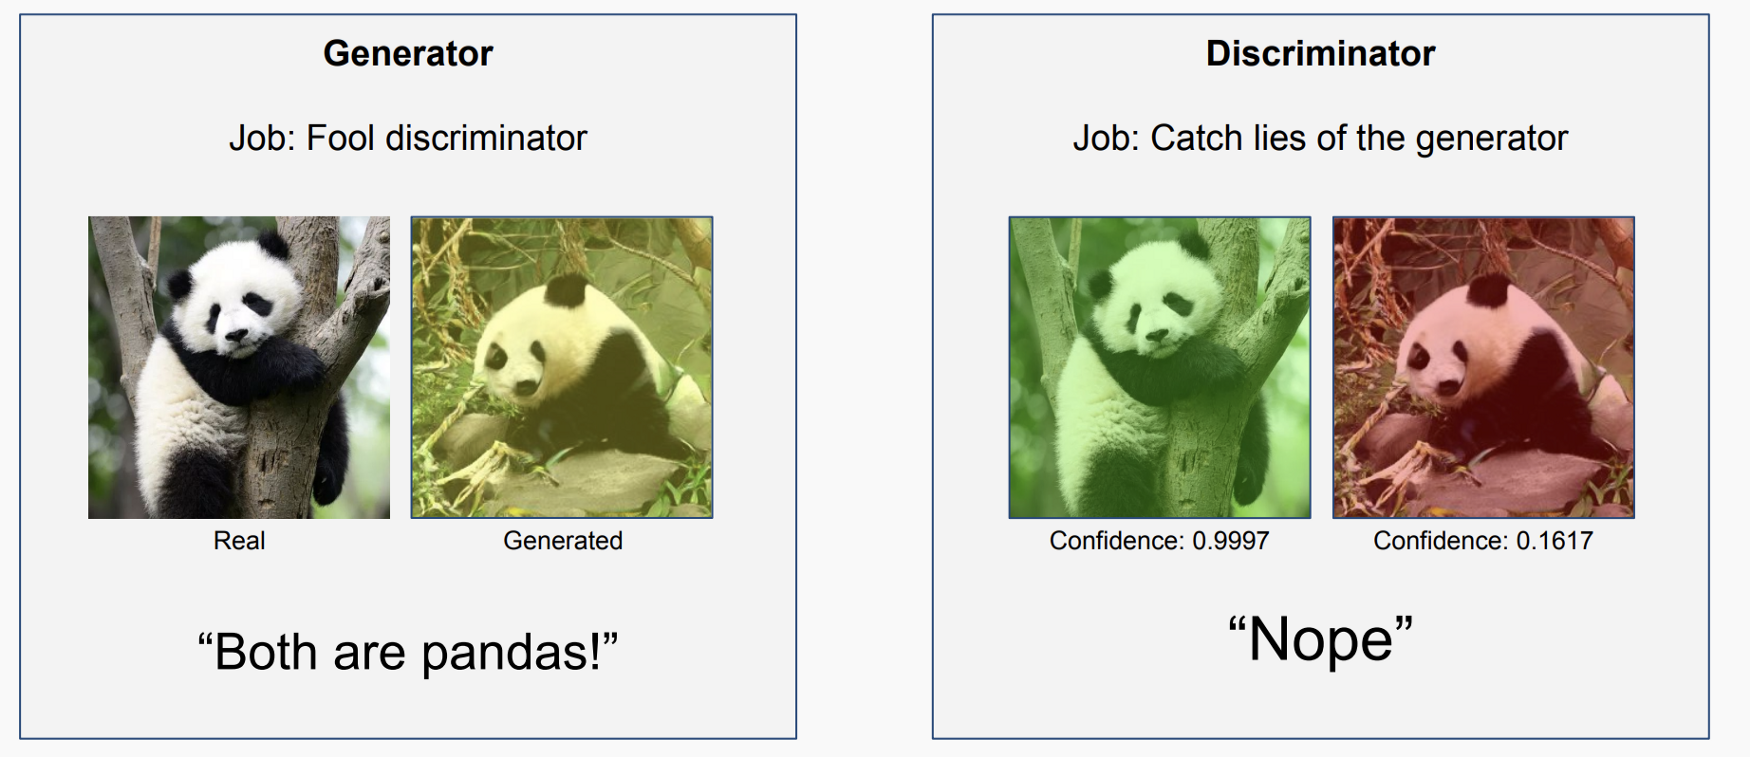 Generator
Job: Fool discriminator
Real
Generated
“Both are pandas!”
Discriminator
Job: Catch lies of the generator
Confidence: 0.9997
Confidence: 0.1617
“Nope”